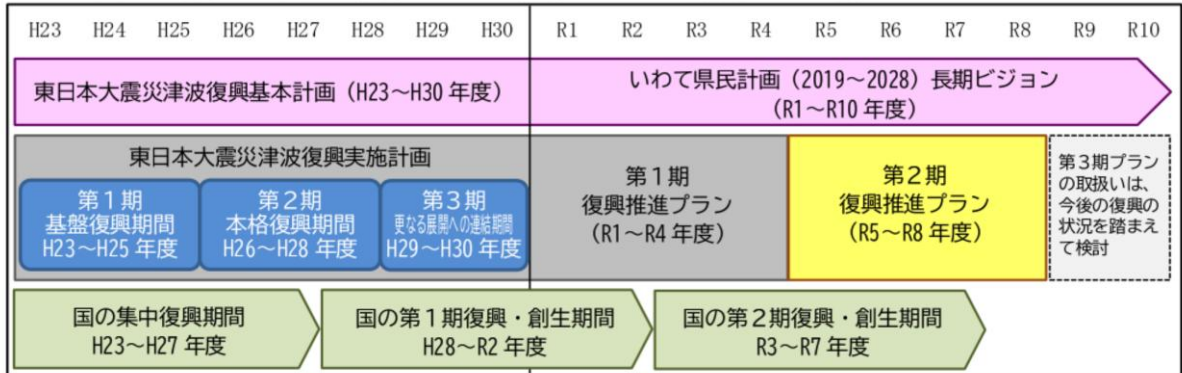 H23 H24 H25 H26 H27 H28 H29 H30 R1 R2 R3 R4 R5 R6 R7 R8 R9 R10
東日本大震災津波復興基本計画（H23～H30 年度）
いわて県民計画（2019～2028）長期ビジョン
（R1～R10 年度）
東日本大震災津波復興実施計画
第１期
基盤復興期間
H23～H25 年度
第２期
本格復興期間
H26～H28 年度
第３期
更なる展開への連結期間
H29～H30 年度
第１期
復興推進プラン
（R1～R4 年度）
第２期
復興推進プラン
（R5～R8 年度）
第３期プラン
の取扱いは、
今後の復興の
状況を踏まえ
て検討
国の集中復興期間
H23～H27 年度
国の第１期復興・創生期間
H28～R2 年度
国の第２期復興・創生期間
R3～R7 年度